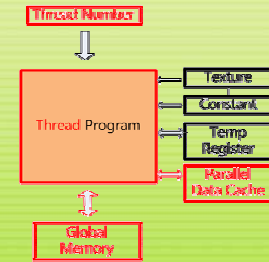 Thread Number
Texture
Constant
Thread Program
Temp
Register
Parallel
Data Cache
Global
Memory